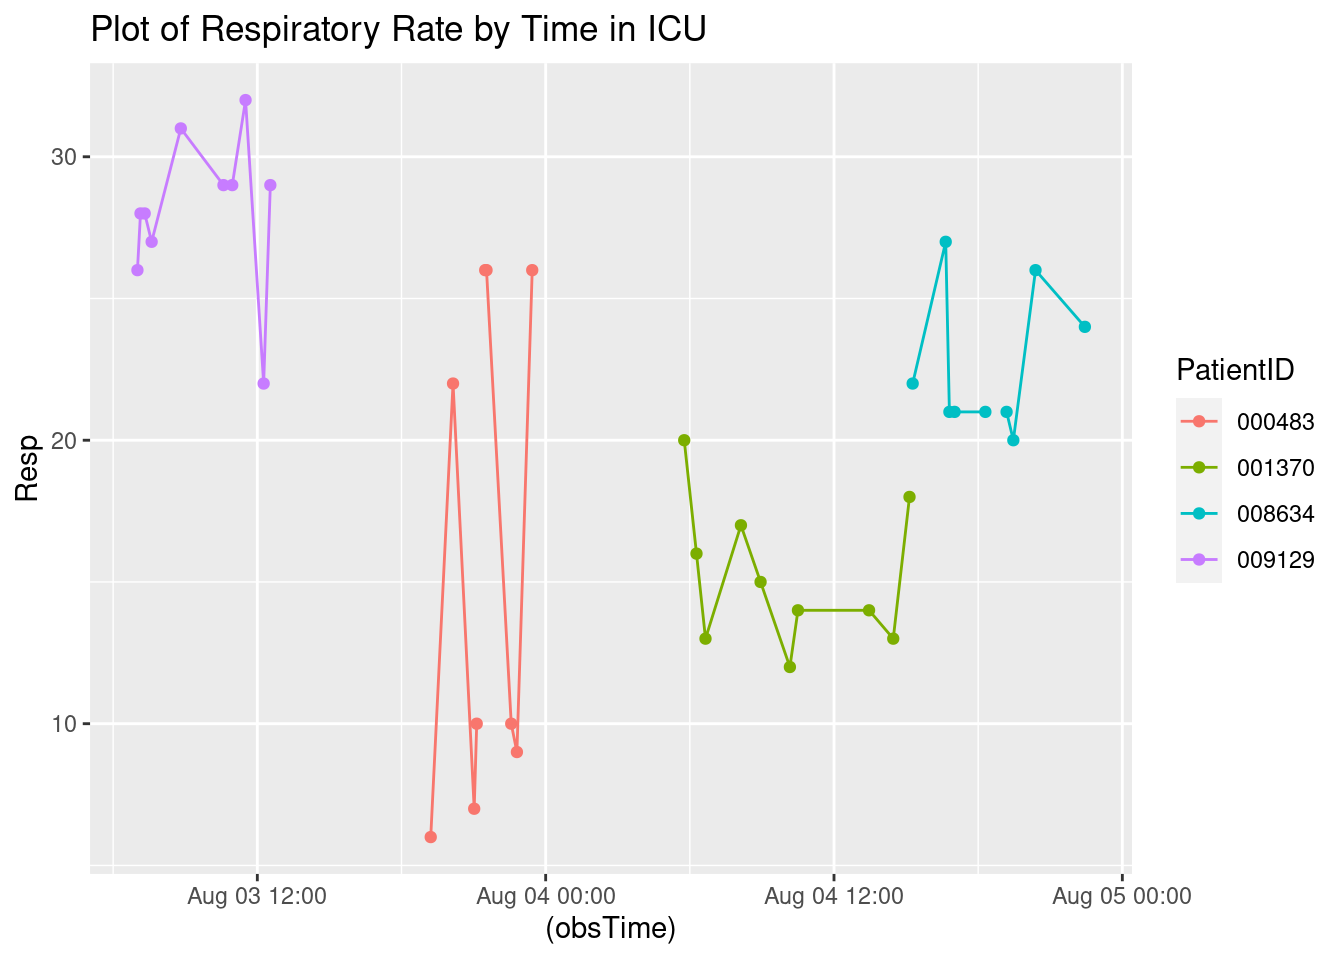 Plot of Respiratory Rate by Time in ICU
Resp
30
20
10
Aug 03 12:00
Aug 04 00:00
Aug 04 12:00
Aug 05 00:00
(obsTime)
PatientID
000483
001370
008634
009129